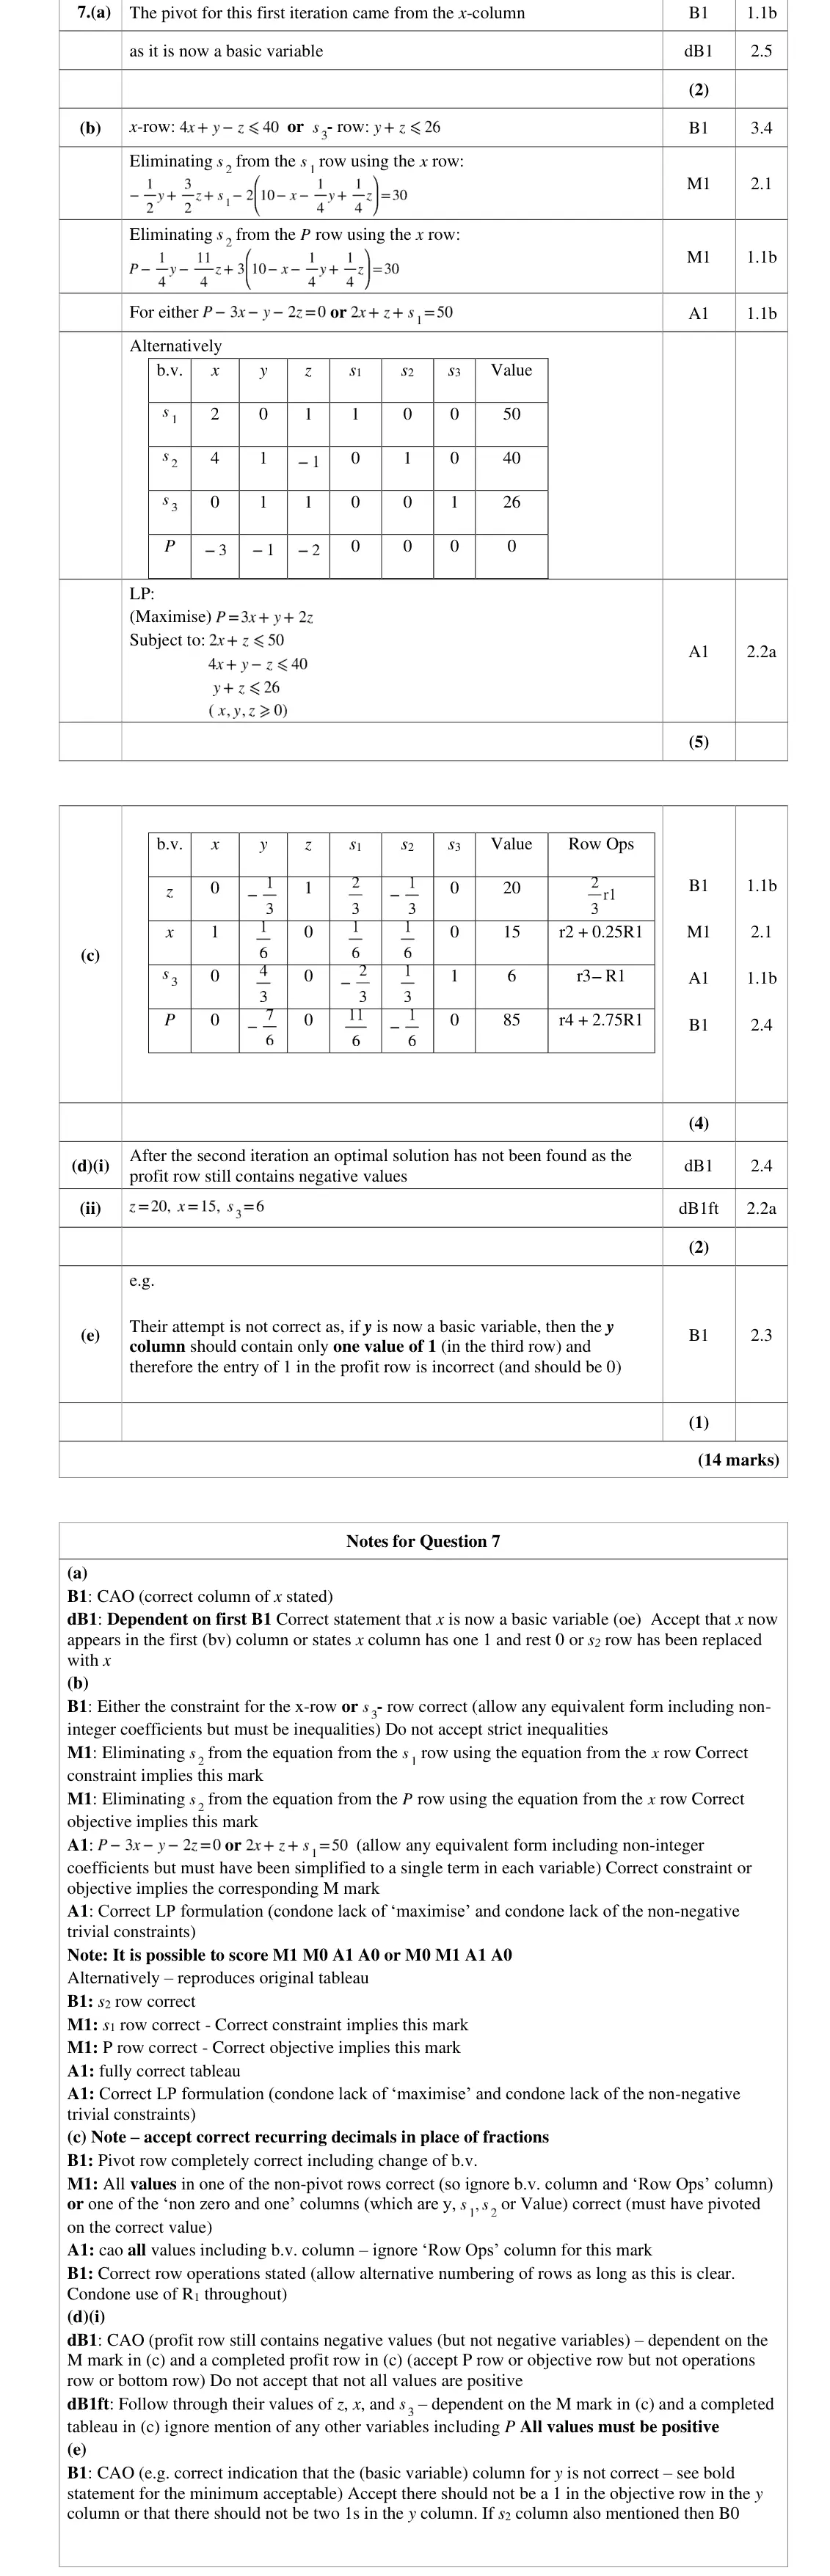 7.(a) The pivot for this first iteration came from the x-column B1 1.1b
as it is now a basic variable dB1 2.5
(2)
(b) x-row: 4x + y − z ⩽ 40 or s₃- row: y + z ⩽ 26 B1 3.4
Eliminating s₂ from the s₁ row using the x row:
−1/2y + 3/2z + s₁ − 2(10 − x − 1/4y + 1/4z) = 30 M1 2.1
Eliminating s₂ from the P row using the x row:
P − 1/4y − 11/4z + 3(10 − x − 1/4y + 1/4z) = 30 M1 1.1b
For either P − 3x − y − 2z = 0 or 2x + z + s₁ = 50 A1 1.1b
Alternatively
b.v. x y z s1 s2 s3 Value
s₁ 2 0 1 1 0 0 50
s₂ 4 1 −1 0 1 0 40
s₃ 0 1 1 0 0 1 26
P −3 −1 −2 0 0 0 0
LP:
(Maximise) P = 3x + y + 2z
Subject to: 2x + z ⩽ 50
4x + y − z ⩽ 40 A1 2.2a
y + z ⩽ 26
(x, y, z ⩾ 0)
(5)
b.v. x y z s1 s2 s3 Value Row Ops
z 0 −1/3 1 2/3 −1/3 0 20 2/3 r1 B1 1.1b
x 1 1/6 0 1/6 1/6 0 15 r2 + 0.25R1 M1 2.1
(c)
s₃ 0 4/3 0 −2/3 1/3 1 6 r3− R1 A1 1.1b
P 0 −7/6 0 11/6 −1/6 0 85 r4 + 2.75R1 B1 2.4
(4)
(d)(i) After the second iteration an optimal solution has not been found as the
profit row still contains negative values dB1 2.4
(ii) z = 20, x = 15, s₃ = 6 dB1ft 2.2a
(2)
e.g.
(e) Their attempt is not correct as, if y is now a basic variable, then the y
column should contain only one value of 1 (in the third row) and B1 2.3
therefore the entry of 1 in the profit row is incorrect (and should be 0)
(1)
(14 marks)
Notes for Question 7
(a)
B1: CAO (correct column of x stated)
dB1: Dependent on first B1 Correct statement that x is now a basic variable (oe) Accept that x now
appears in the first (bv) column or states x column has one 1 and rest 0 or s2 row has been replaced
with x
(b)
B1: Either the constraint for the x-row or s₃- row correct (allow any equivalent form including non-
integer coefficients but must be inequalities) Do not accept strict inequalities
M1: Eliminating s₂ from the equation from the s₁ row using the equation from the x row Correct
constraint implies this mark
M1: Eliminating s₂ from the equation from the P row using the equation from the x row Correct
objective implies this mark
A1: P − 3x − y − 2z = 0 or 2x + z + s₁ = 50 (allow any equivalent form including non-integer
coefficients but must have been simplified to a single term in each variable) Correct constraint or
objective implies the corresponding M mark
A1: Correct LP formulation (condone lack of ‘maximise’ and condone lack of the non-negative
trivial constraints)
Note: It is possible to score M1 M0 A1 A0 or M0 M1 A1 A0
Alternatively – reproduces original tableau
B1: s2 row correct
M1: s1 row correct - Correct constraint implies this mark
M1: P row correct - Correct objective implies this mark
A1: fully correct tableau
A1: Correct LP formulation (condone lack of ‘maximise’ and condone lack of the non-negative
trivial constraints)
(c) Note – accept correct recurring decimals in place of fractions
B1: Pivot row completely correct including change of b.v.
M1: All values in one of the non-pivot rows correct (so ignore b.v. column and ‘Row Ops’ column)
or one of the ‘non zero and one’ columns (which are y, s₁, s₂ or Value) correct (must have pivoted
on the correct value)
A1: cao all values including b.v. column – ignore ‘Row Ops’ column for this mark
B1: Correct row operations stated (allow alternative numbering of rows as long as this is clear.
Condone use of R1 throughout)
(d)(i)
dB1: CAO (profit row still contains negative values (but not negative variables) – dependent on the
M mark in (c) and a completed profit row in (c) (accept P row or objective row but not operations
row or bottom row) Do not accept that not all values are positive
dB1ft: Follow through their values of z, x, and s₃ – dependent on the M mark in (c) and a completed
tableau in (c) ignore mention of any other variables including P All values must be positive
(e)
B1: CAO (e.g. correct indication that the (basic variable) column for y is not correct – see bold
statement for the minimum acceptable) Accept there should not be a 1 in the objective row in the y
column or that there should not be two 1s in the y column. If s2 column also mentioned then B0